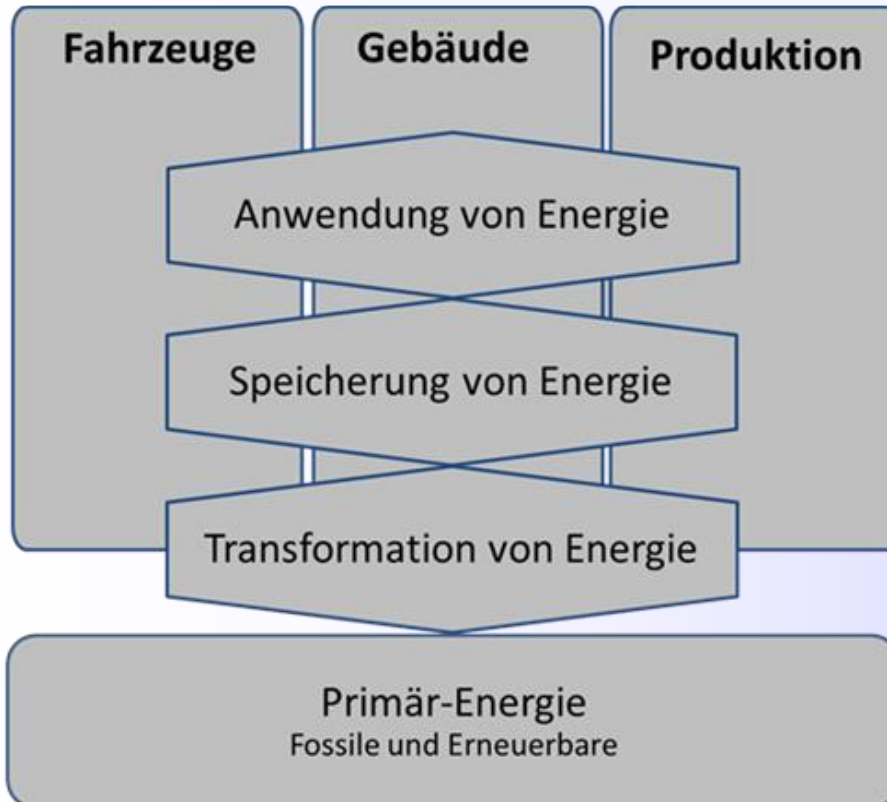 Fahrzeuge
Gebäude
Produktion
Anwendung von Energie
Speicherung von Energie
Transformation von Energie
Primär-Energie
Fossile und Erneuerbare